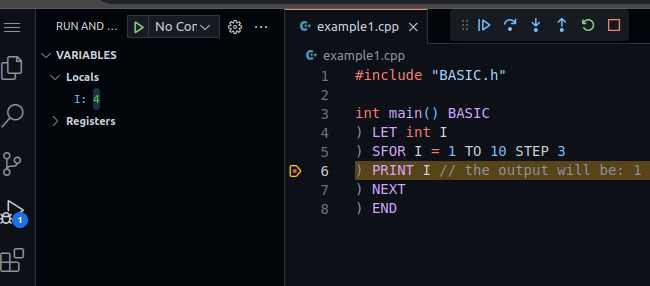 RUN AND ...
No Cor
VARIABLES
Locals
I: 4
Registers
1
example1.cpp
example1.cpp
1 #include "BASIC.h"
2
3 int main() BASIC
4 ) LET int I
5 ) SFOR I = 1 TO 10 STEP 3
6 ) PRINT I // the output will be: 1
7 ) NEXT
8 ) END